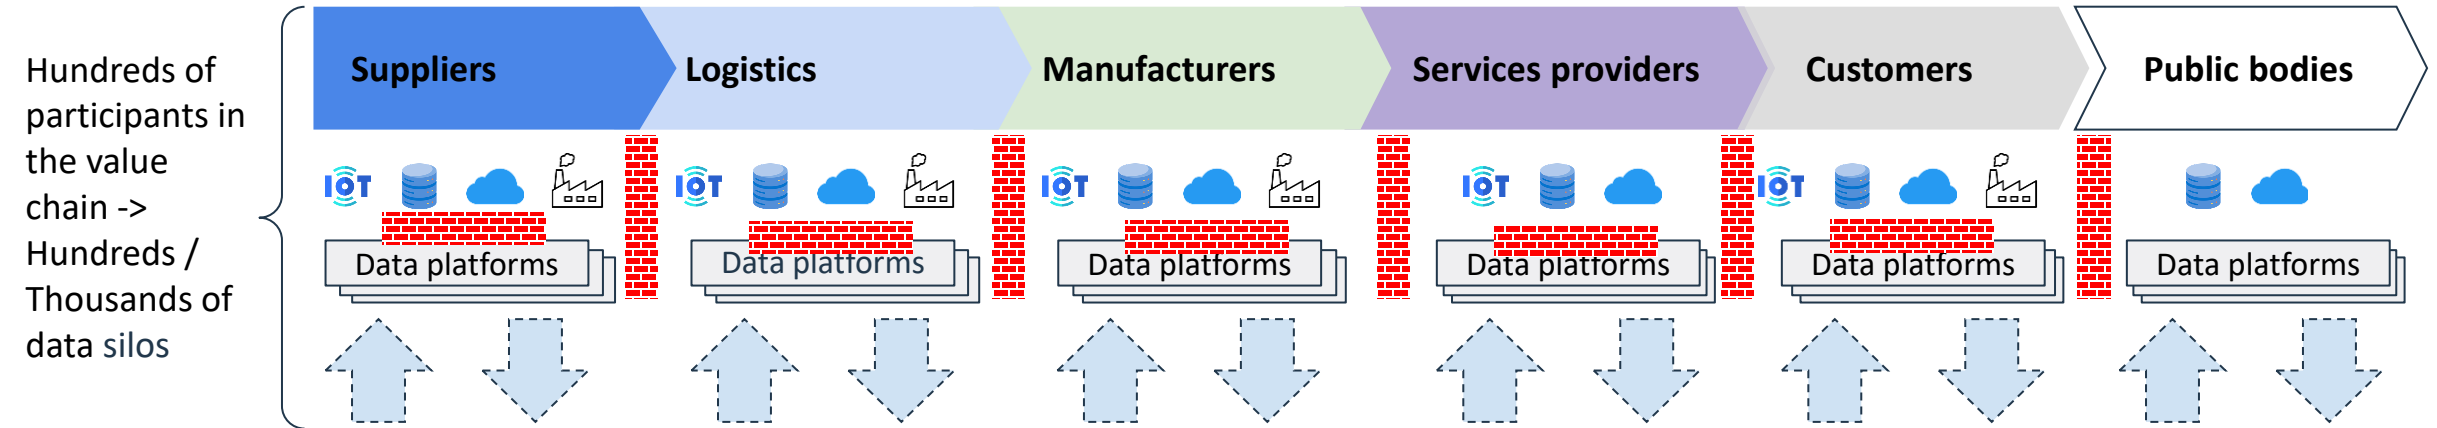 Hundreds of
participants in
the value
chain ->
Hundreds /
Thousands of
data silos
Suppliers
Logistics
Manufacturers
Services providers
Customers
Public bodies
IOT
IOT
IOT
IOT
IOT
Data platforms
Data platforms
Data platforms
Data platforms
Data platforms
Data platforms